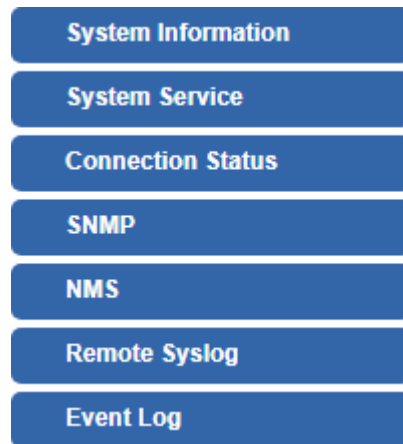 System Information
System Service
Connection Status
SNMP
NMS
Remote Syslog
Event Log